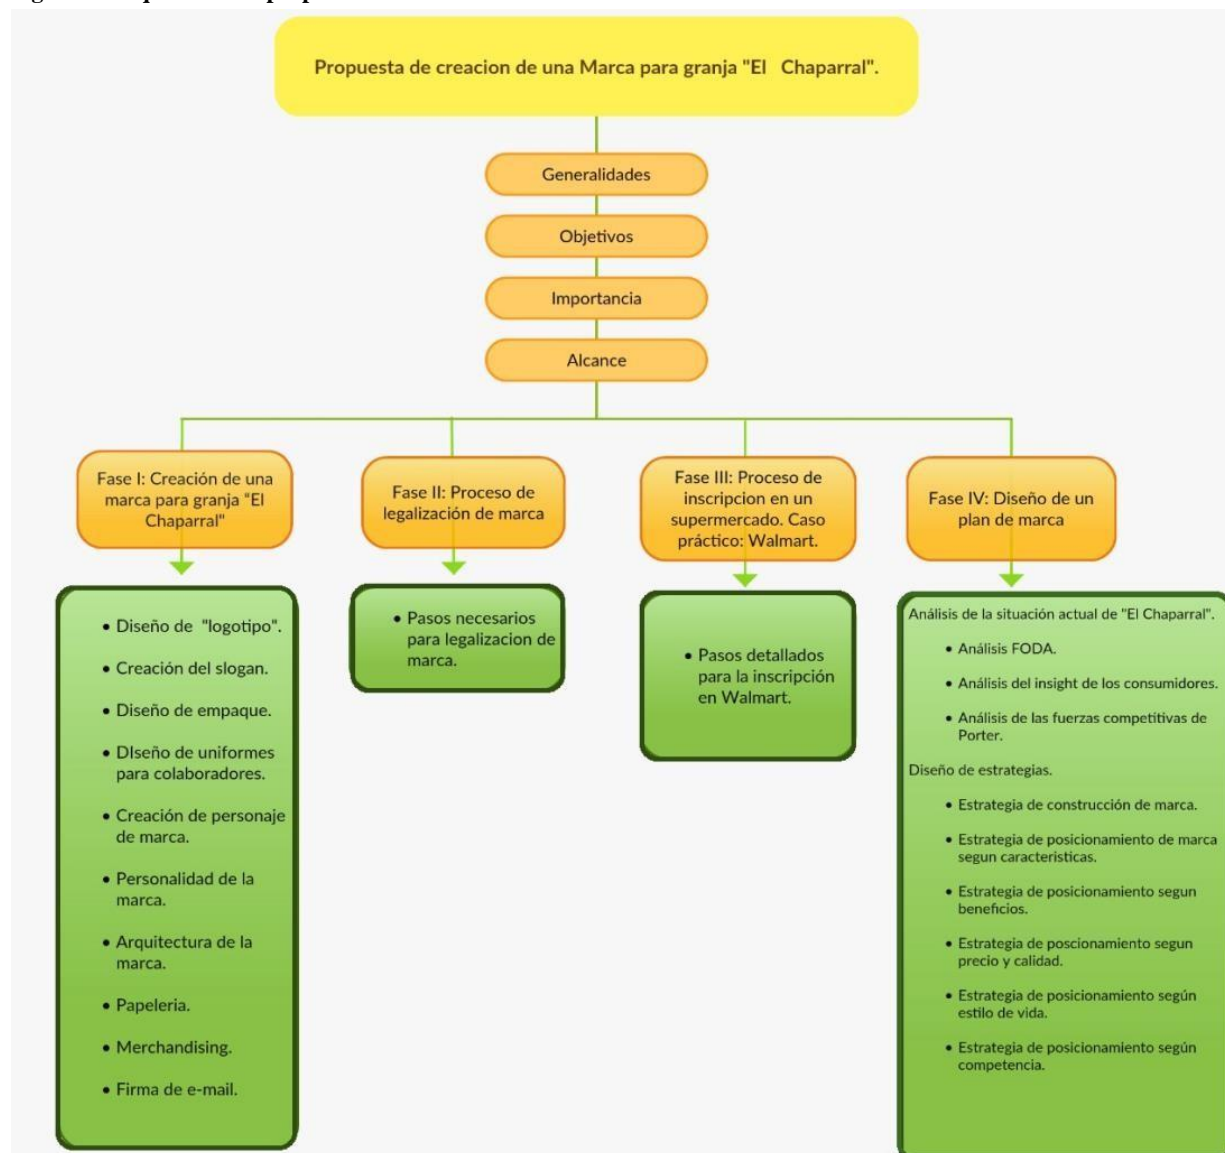 Propuesta de creacion de una Marca para granja "El Chaparral".
Generalidades
Objetivos
Importancia
Alcance
Fase I: Creación de una
marca para granja "El
Chaparral"
• Diseño de "logotipo".
• Creación del slogan.
• Diseño de empaque.
• DIseño de uniformes
para colaboradores.
• Creación de personaje
de marca.
• Personalidad de la
marca.
• Arquitectura de la
marca.
• Papeleria.
• Merchandising.
• Firma de e-mail.
Fase II: Proceso de
legalización de marca
• Pasos necesarios
para legalizacion de
marca.
Fase III: Proceso de
inscripcion en un
supermercado. Caso
práctico: Walmart.
• Pasos detallados
para la inscripción
en Walmart.
Fase IV: Diseño de un
plan de marca
Análisis de la situación actual de "El Chaparral".
• Análisis FODA.
• Análisis del insight de los consumidores.
• Análisis de las fuerzas competitivas de
Porter.
Diseño de estrategias.
• Estrategia de construcción de marca.
• Estrategia de posicionamiento de marca
segun caracteristicas.
• Estrategia de posicionamiento segun
beneficios.
• Estrategia de poscionamiento segun
precio y calidad.
• Estrategia de posicionamiento según
estilo de vida.
• Estrategia de posicionamiento según
competencia.